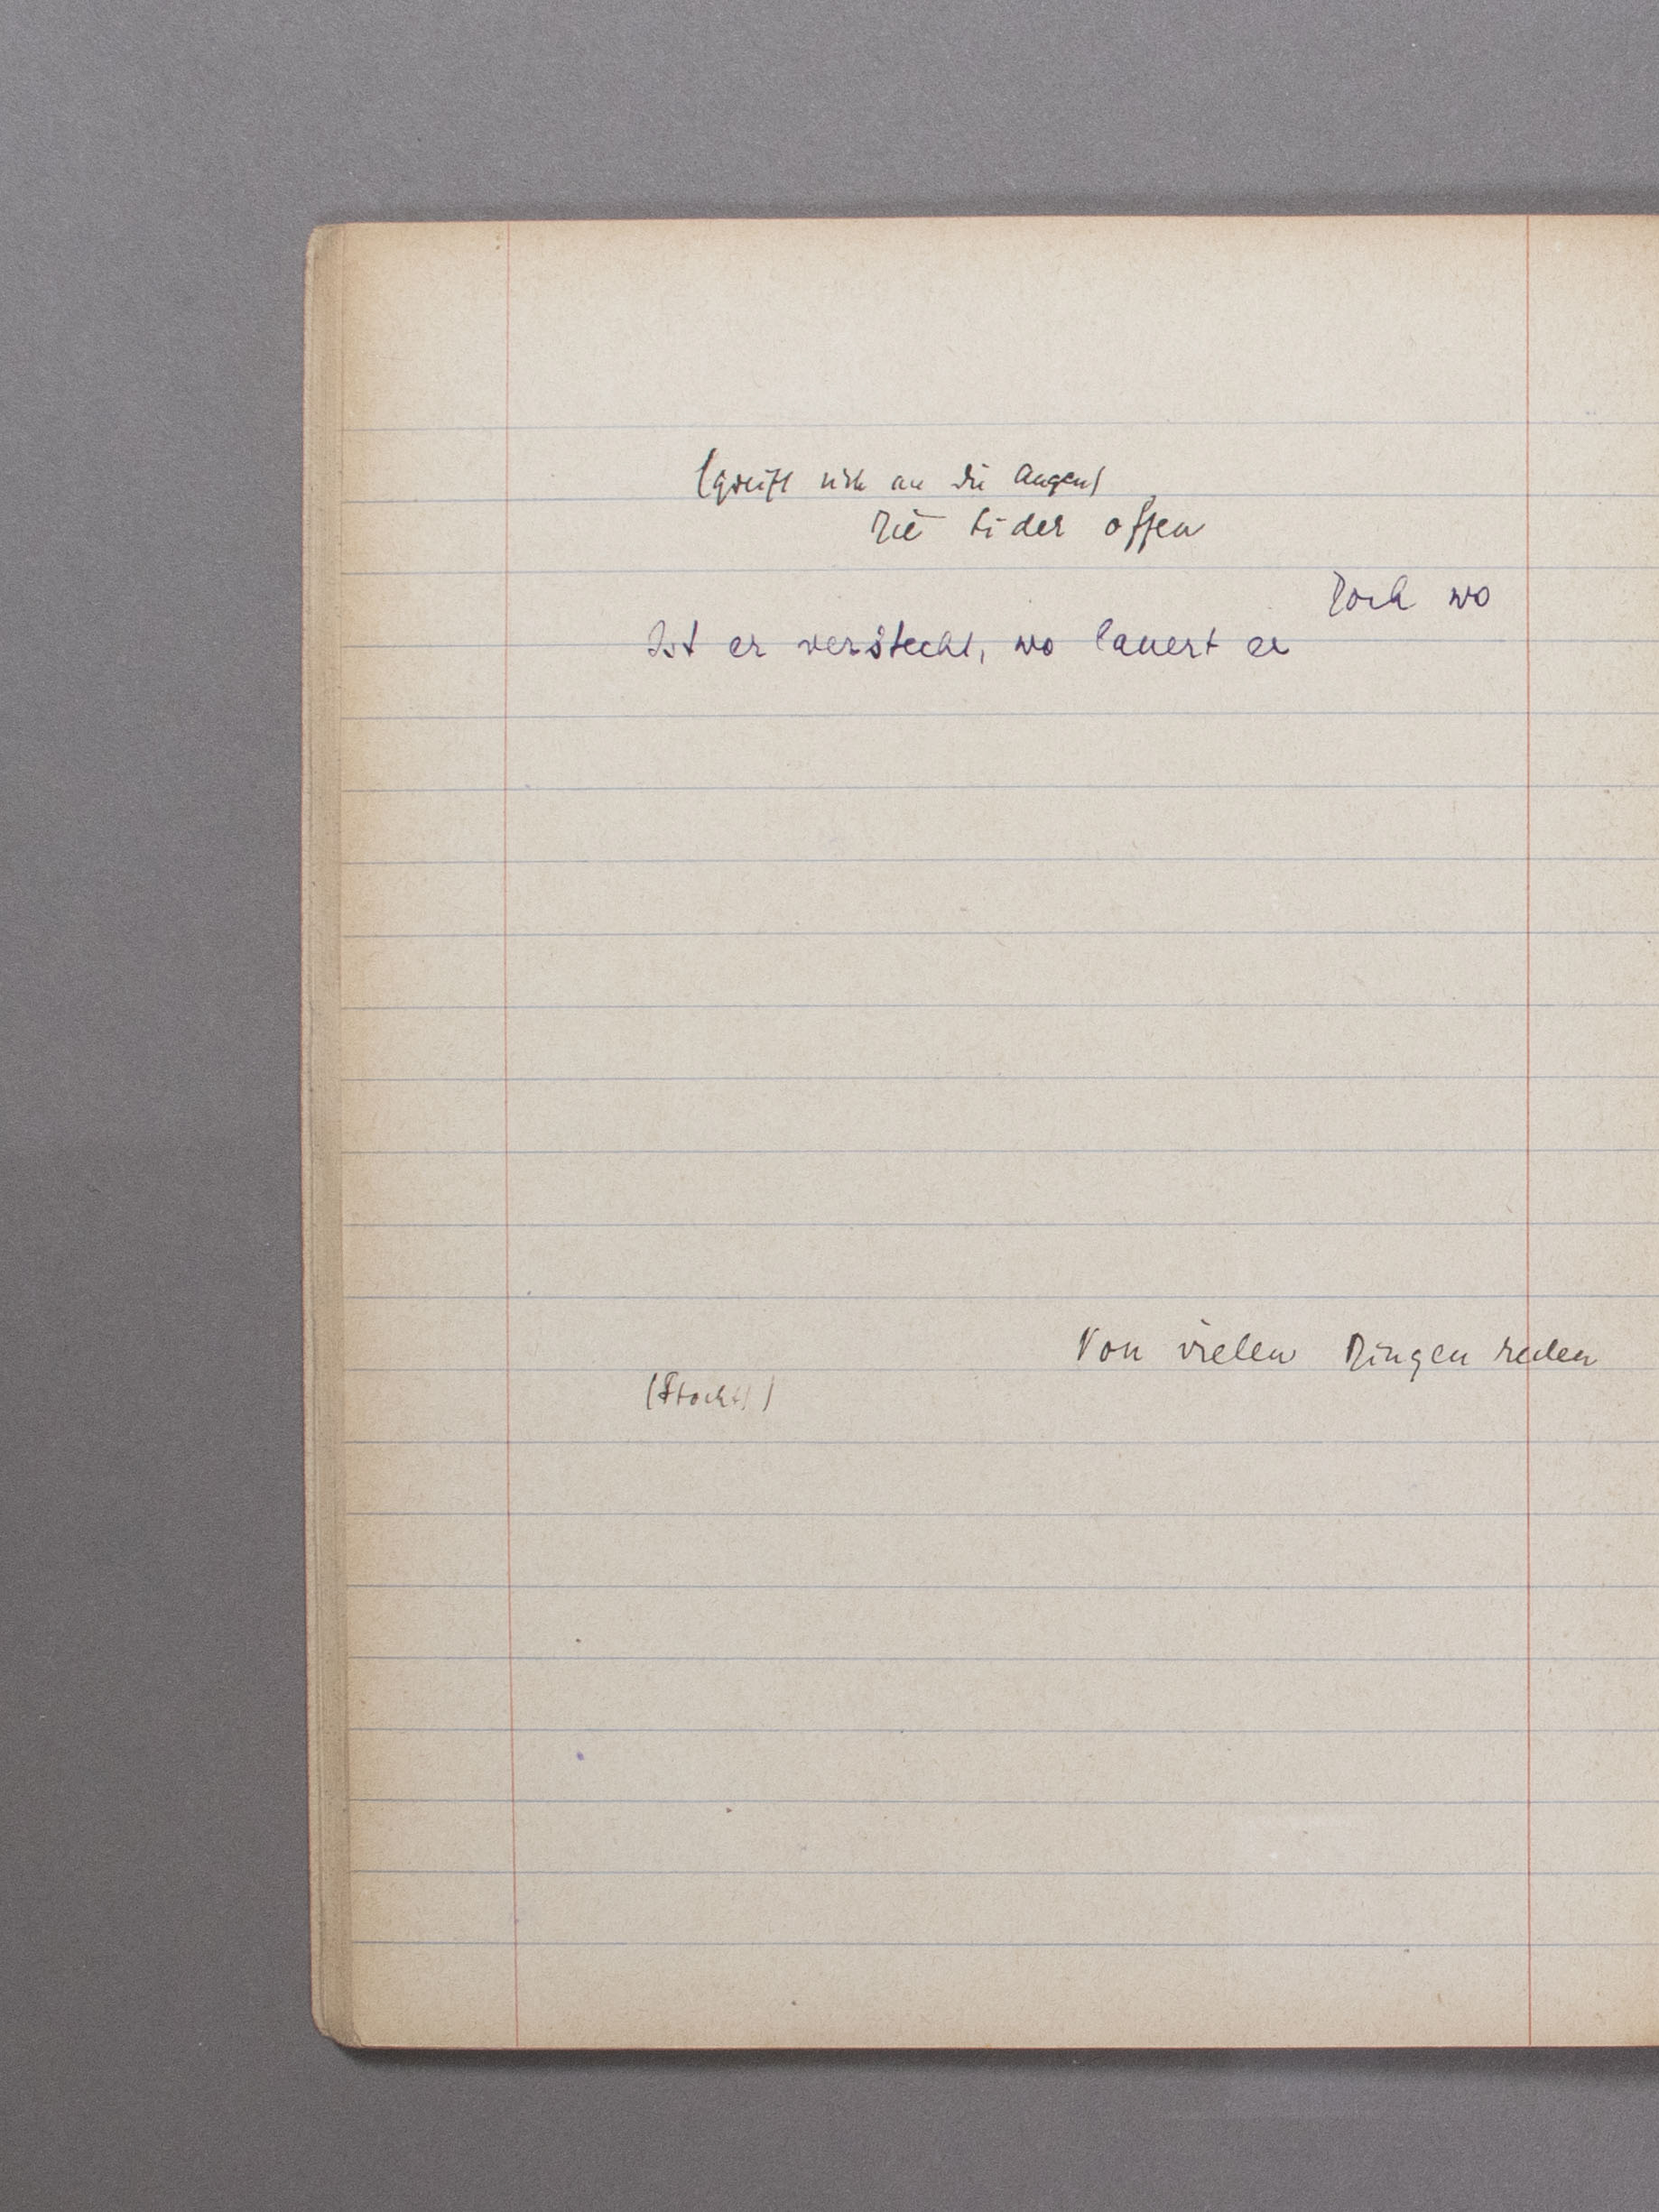 (greift sich an die Augen)
Die Lider offen
Doch wo
Ist er versteckt, wo lauert er
Von vielen Dingen reden
(Stockt)